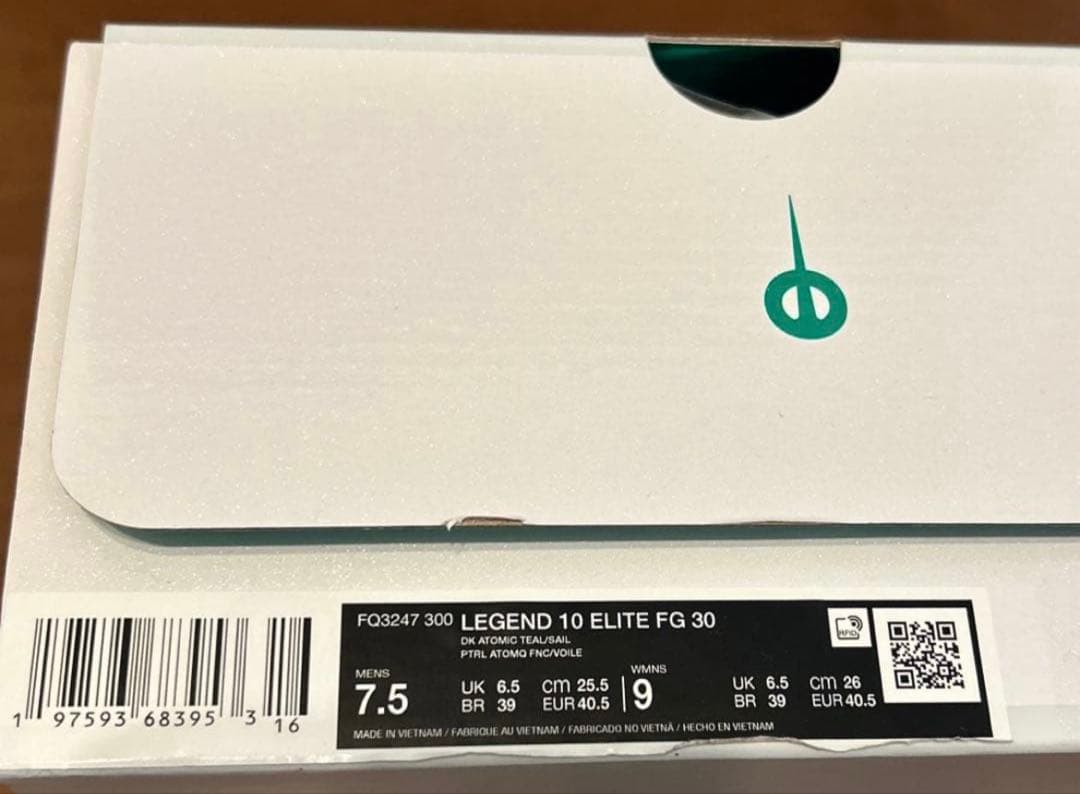 FQ3247 300 LEGEND 10 ELITE FG 30
DK ATOMIC TEAL/SAIL
PTRL ATOMQ FNC/VOILE
RFID
MENS
7.5
UK 6.5 cm 25.5
BR 39 EUR 40.5
WMNS
9
UK 6.5 cm 26
BR 39 EUR 40.5
MADE IN VIETNAM / FABRIQUE AU VIETNAM / FABRICADO NO VIETNÃ / HECHO EN VIETNAM
1 97593 68395 3 16